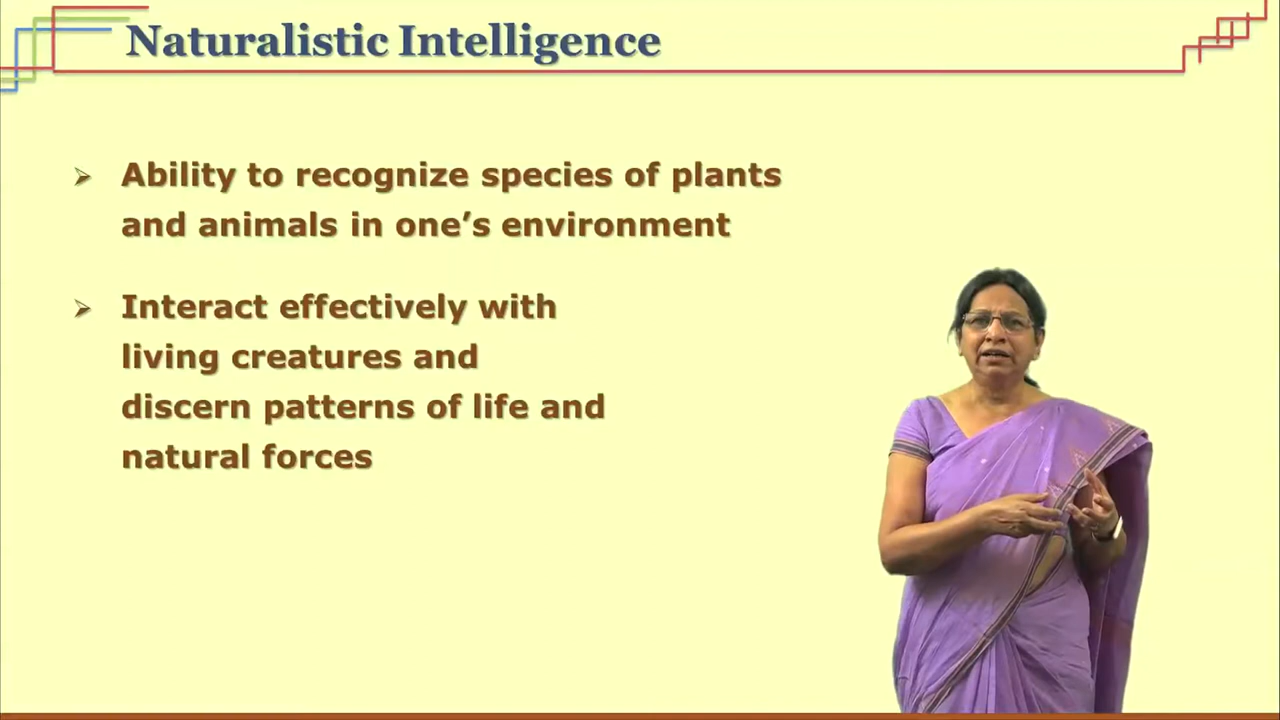 Naturalistic Intelligence
➢ Ability to recognize species of plants
and animals in one’s environment
➢ Interact effectively with
living creatures and
discern patterns of life and
natural forces